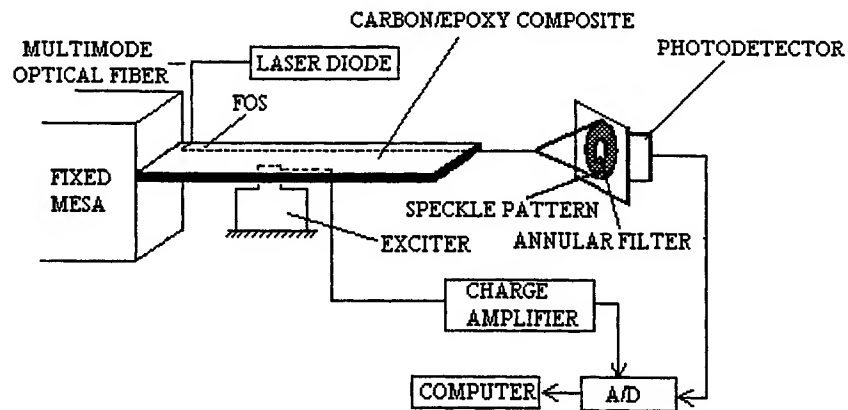 CARBON/EPOXY COMPOSITE
MULTIMODE
OPTICAL FIBER
LASER DIODE
PHOTODETECTOR
FOS
FIXED
MESA
SPECKLE PATTERN
ANNULAR FILTER
EXCITER
CHARGE
AMPLIFIER
COMPUTER
A/D